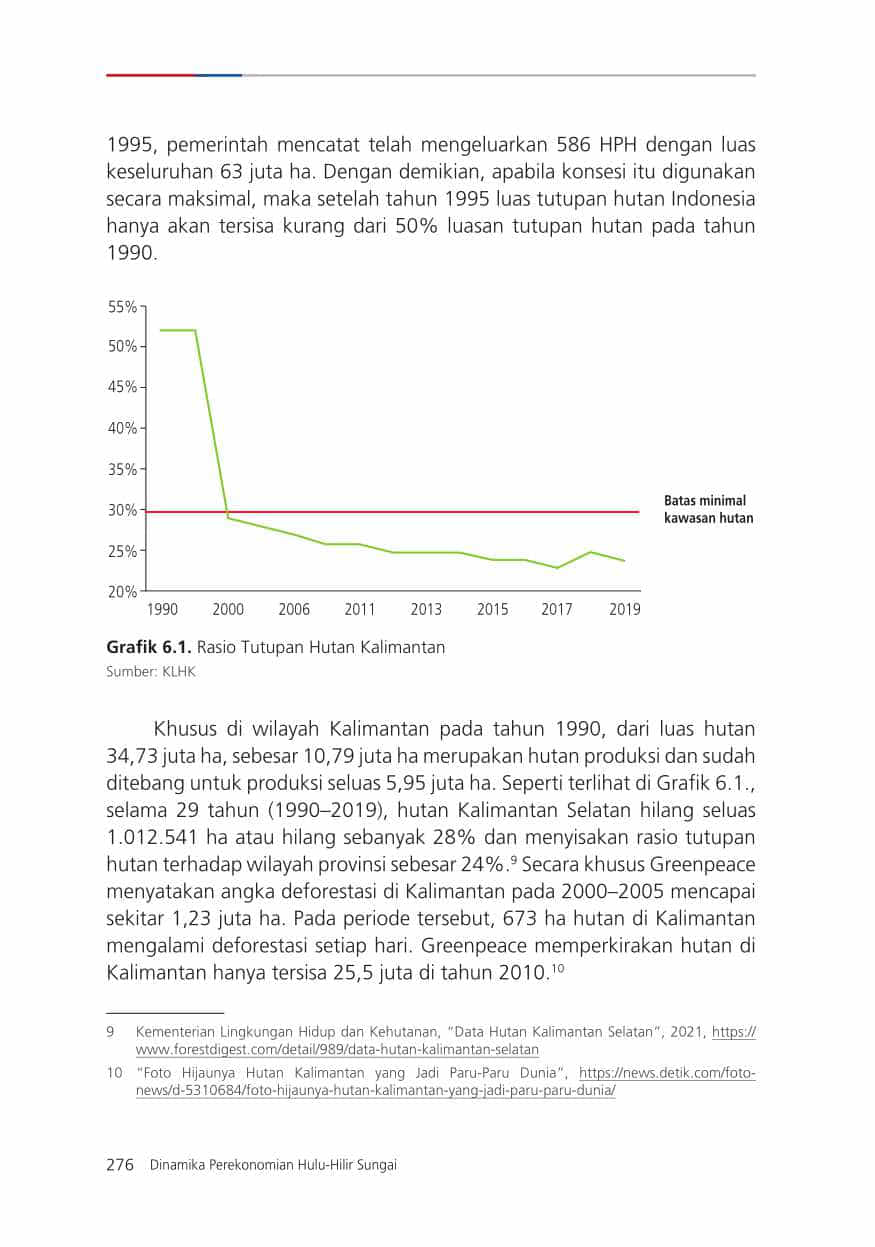 1995, pemerintah mencatat telah mengeluarkan 586 HPH dengan luas
keseluruhan 63 juta ha. Dengan demikian, apabila konsesi itu digunakan
secara maksimal, maka setelah tahun 1995 luas tutupan hutan Indonesia
hanya akan tersisa kurang dari 50% luasan tutupan hutan pada tahun
1990.
55%
50%
45%
40%
35%
30%
25%
20%
Batas minimal
kawasan hutan
1990 2000 2006 2011 2013 2015 2017 2019
Grafik 6.1. Rasio Tutupan Hutan Kalimantan
Sumber: KLHK
Khusus di wilayah Kalimantan pada tahun 1990, dari luas hutan
34,73 juta ha, sebesar 10,79 juta ha merupakan hutan produksi dan sudah
ditebang untuk produksi seluas 5,95 juta ha. Seperti terlihat di Grafik 6.1.,
selama 29 tahun (1990–2019), hutan Kalimantan Selatan hilang seluas
1.012.541 ha atau hilang sebanyak 28% dan menyisakan rasio tutupan
hutan terhadap wilayah provinsi sebesar 24%.⁹ Secara khusus Greenpeace
menyatakan angka deforestasi di Kalimantan pada 2000–2005 mencapai
sekitar 1,23 juta ha. Pada periode tersebut, 673 ha hutan di Kalimantan
mengalami deforestasi setiap hari. Greenpeace memperkirakan hutan di
Kalimantan hanya tersisa 25,5 juta di tahun 2010.¹⁰
9 Kementerian Lingkungan Hidup dan Kehutanan, “Data Hutan Kalimantan Selatan”, 2021, https://
www.forestdigest.com/detail/989/data-hutan-kalimantan-selatan
10 “Foto Hijaunya Hutan Kalimantan yang Jadi Paru-Paru Dunia”, https://news.detik.com/foto-
news/d-5310684/foto-hijaunya-hutan-kalimantan-yang-jadi-paru-paru-dunia/
276 Dinamika Perekonomian Hulu-Hilir Sungai